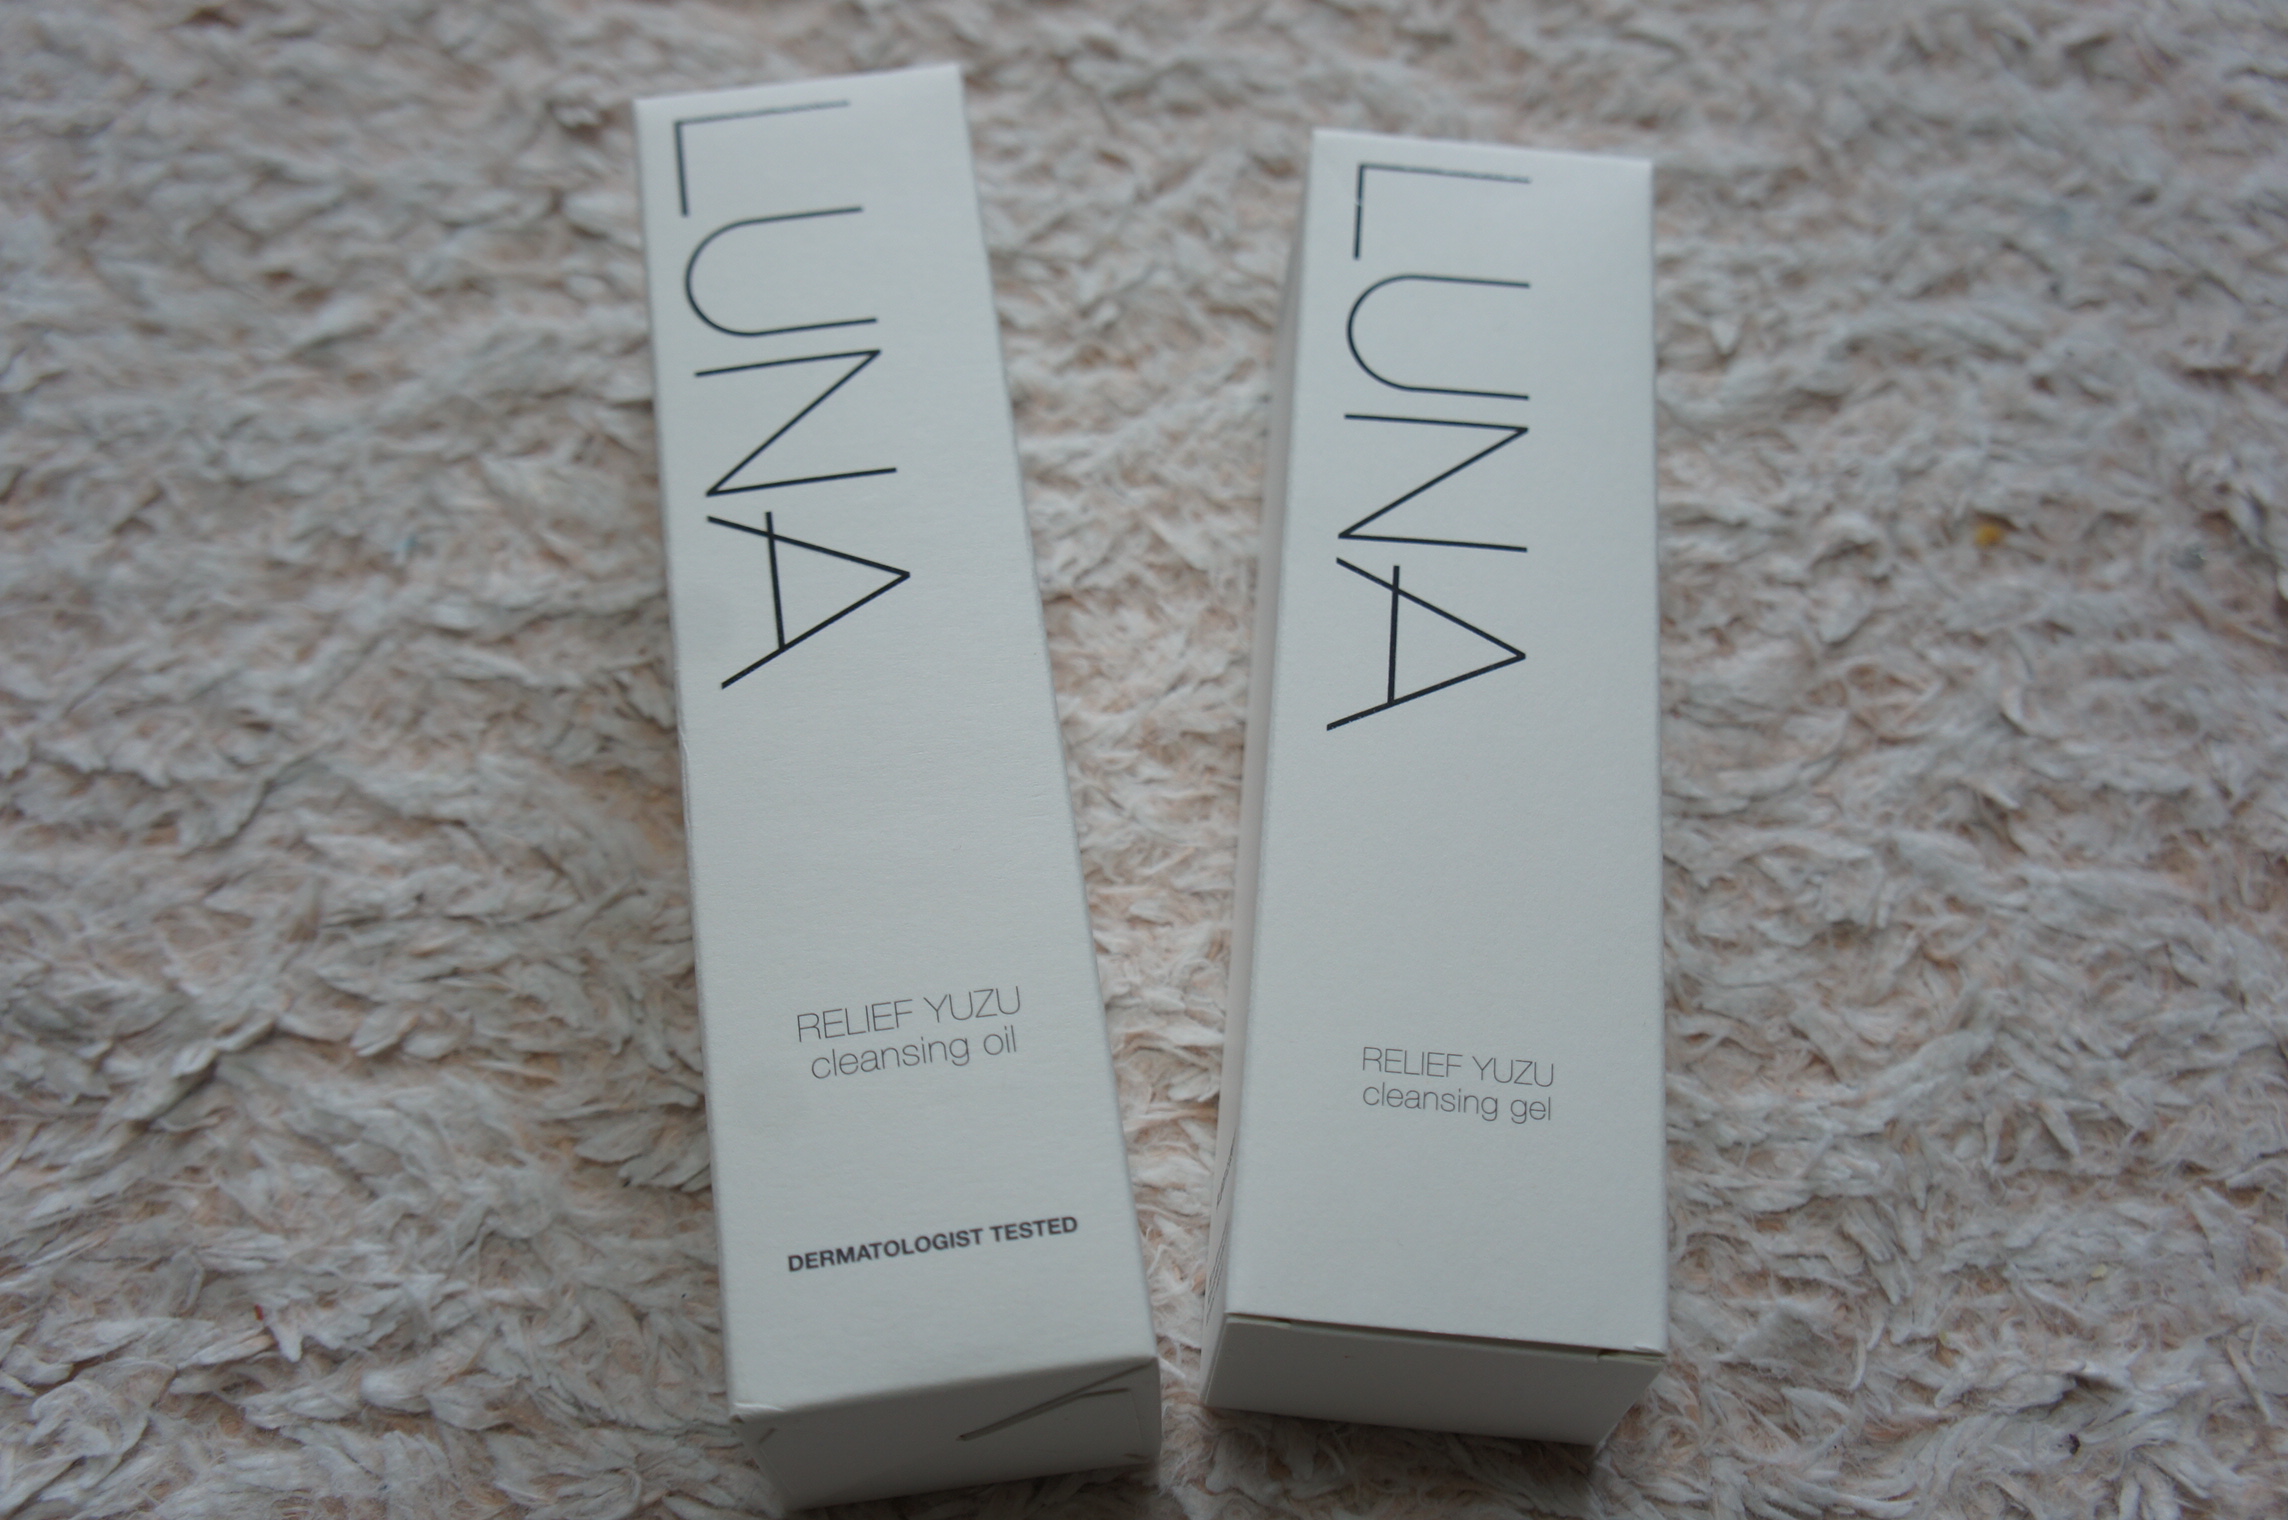 LUNA
RELIEF YUZU
cleansing oil
DERMATOLOGIST TESTED
LUNA
RELIEF YUZU
cleansing gel